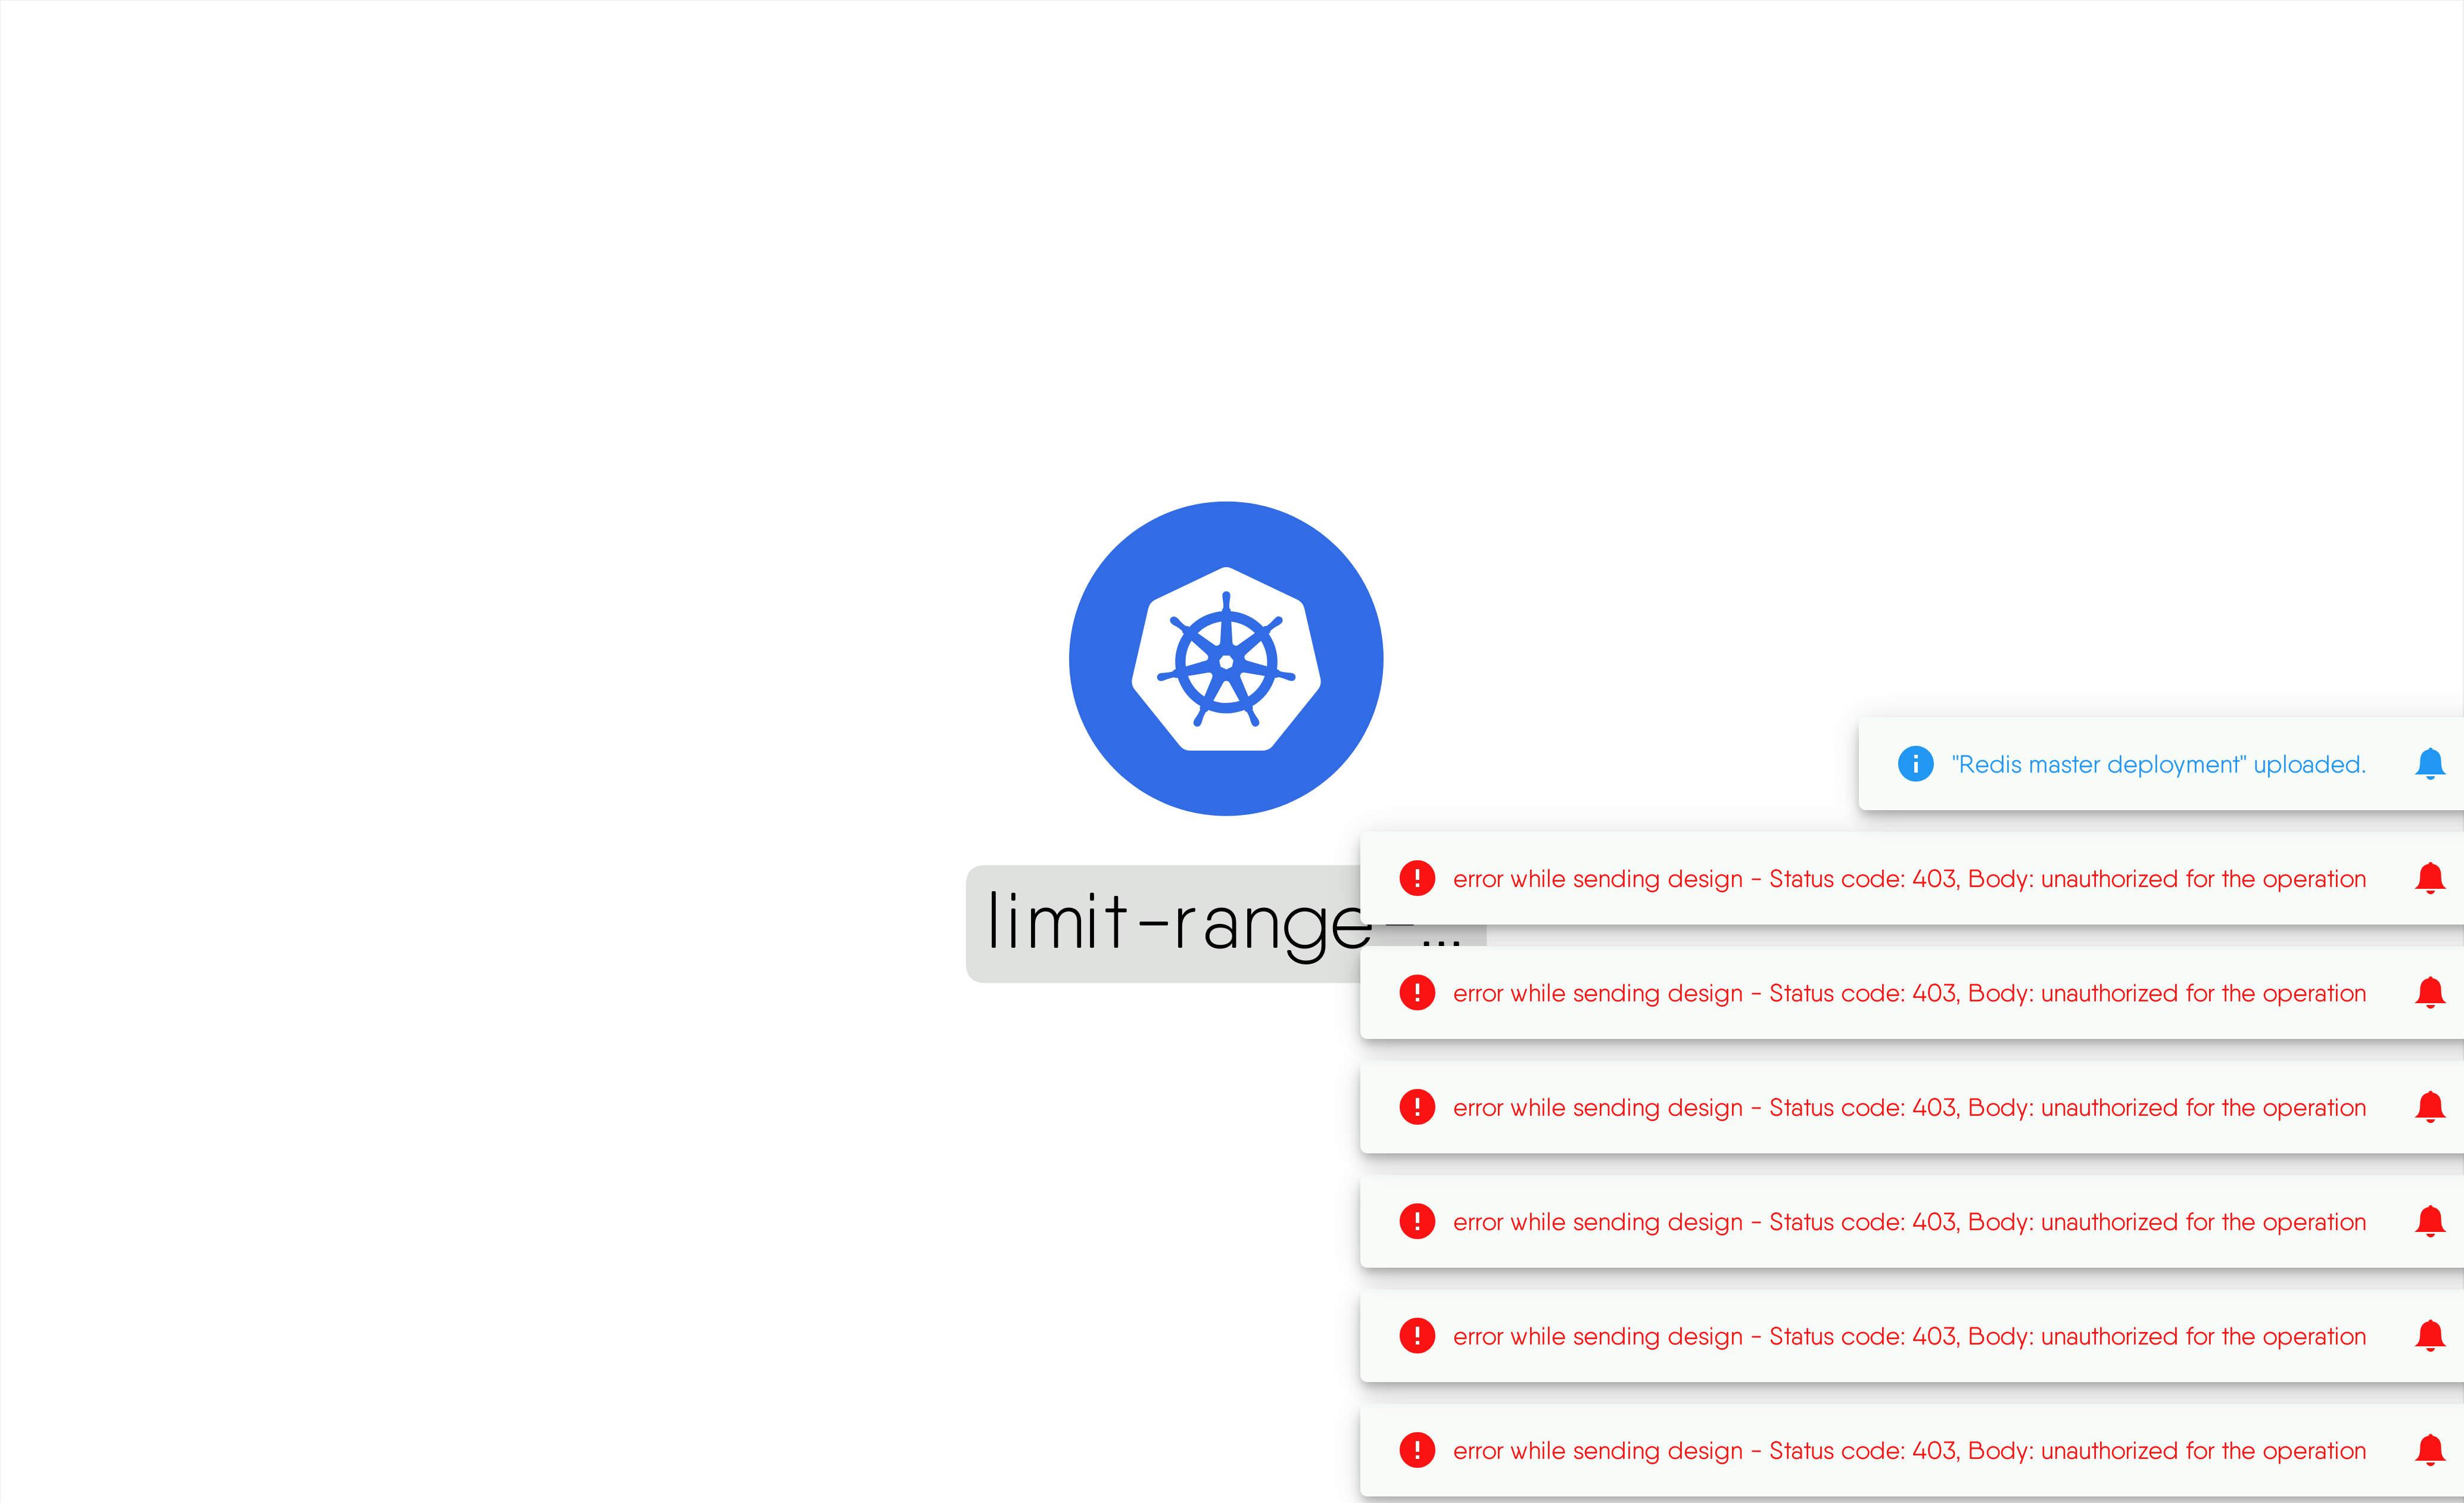 "Redis master deployment" uploaded.
error while sending design - Status code: 403, Body: unauthorized for the operation
limit-range-...
error while sending design - Status code: 403, Body: unauthorized for the operation
error while sending design - Status code: 403, Body: unauthorized for the operation
error while sending design - Status code: 403, Body: unauthorized for the operation
error while sending design - Status code: 403, Body: unauthorized for the operation
error while sending design - Status code: 403, Body: unauthorized for the operation